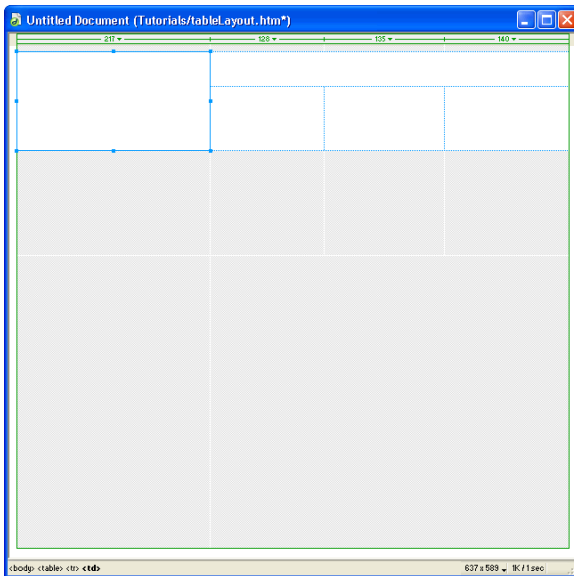 Untitled Document (Tutorials/tableLayout.htm*)
217 128 135 140
<body> <table> <tr> <td> 637 x 589 1K / 1 sec